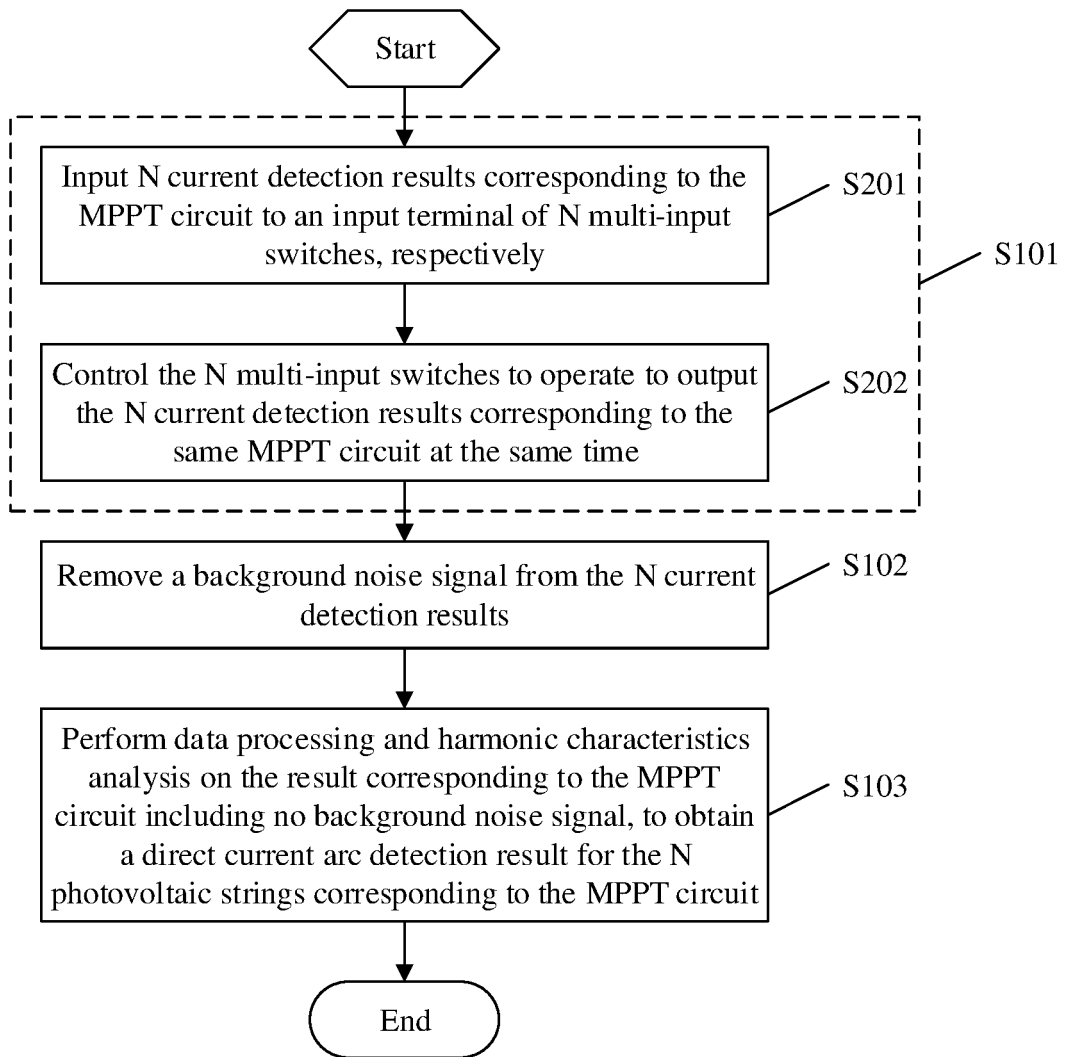 Start
Input N current detection results corresponding to the
MPPT circuit to an input terminal of N multi-input
switches, respectively
S201
S101
Control the N multi-input switches to operate to output
the N current detection results corresponding to the
same MPPT circuit at the same time
S202
Remove a background noise signal from the N current
detection results
S102
Perform data processing and harmonic characteristics
analysis on the result corresponding to the MPPT
circuit including no background noise signal, to obtain
a direct current arc detection result for the N
photovoltaic strings corresponding to the MPPT circuit
S103
End